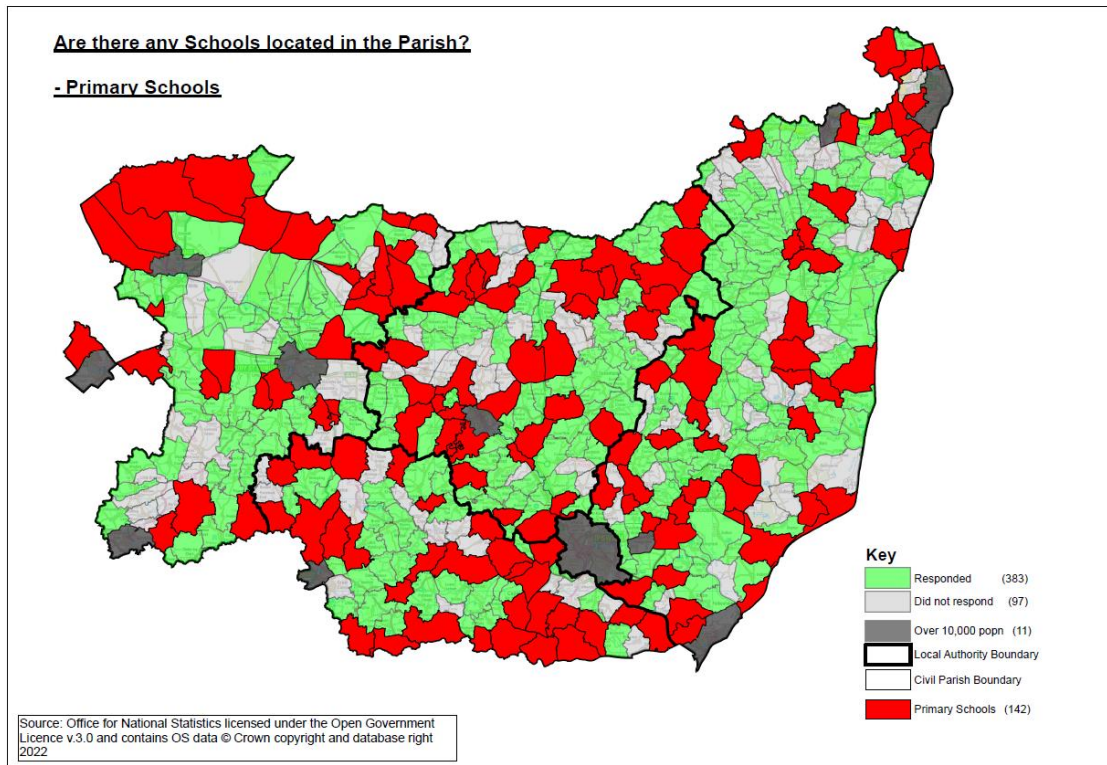 Are there any Schools located in the Parish?
- Primary Schools
Key
Responded (383)
Did not respond (97)
Over 10,000 popn (11)
Local Authority Boundary
Civil Parish Boundary
Primary Schools (142)
Source: Office for National Statistics licensed under the Open Government
Licence v.3.0 and contains OS data © Crown copyright and database right
2022